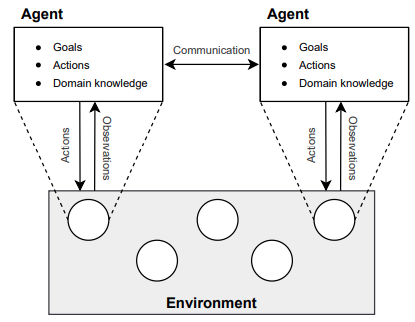 Agent
Agent
• Goals
• Actions
• Domain knowledge
Communication
• Goals
• Actions
• Domain knowledge
Actions
Observations
Actions
Observations
Environment